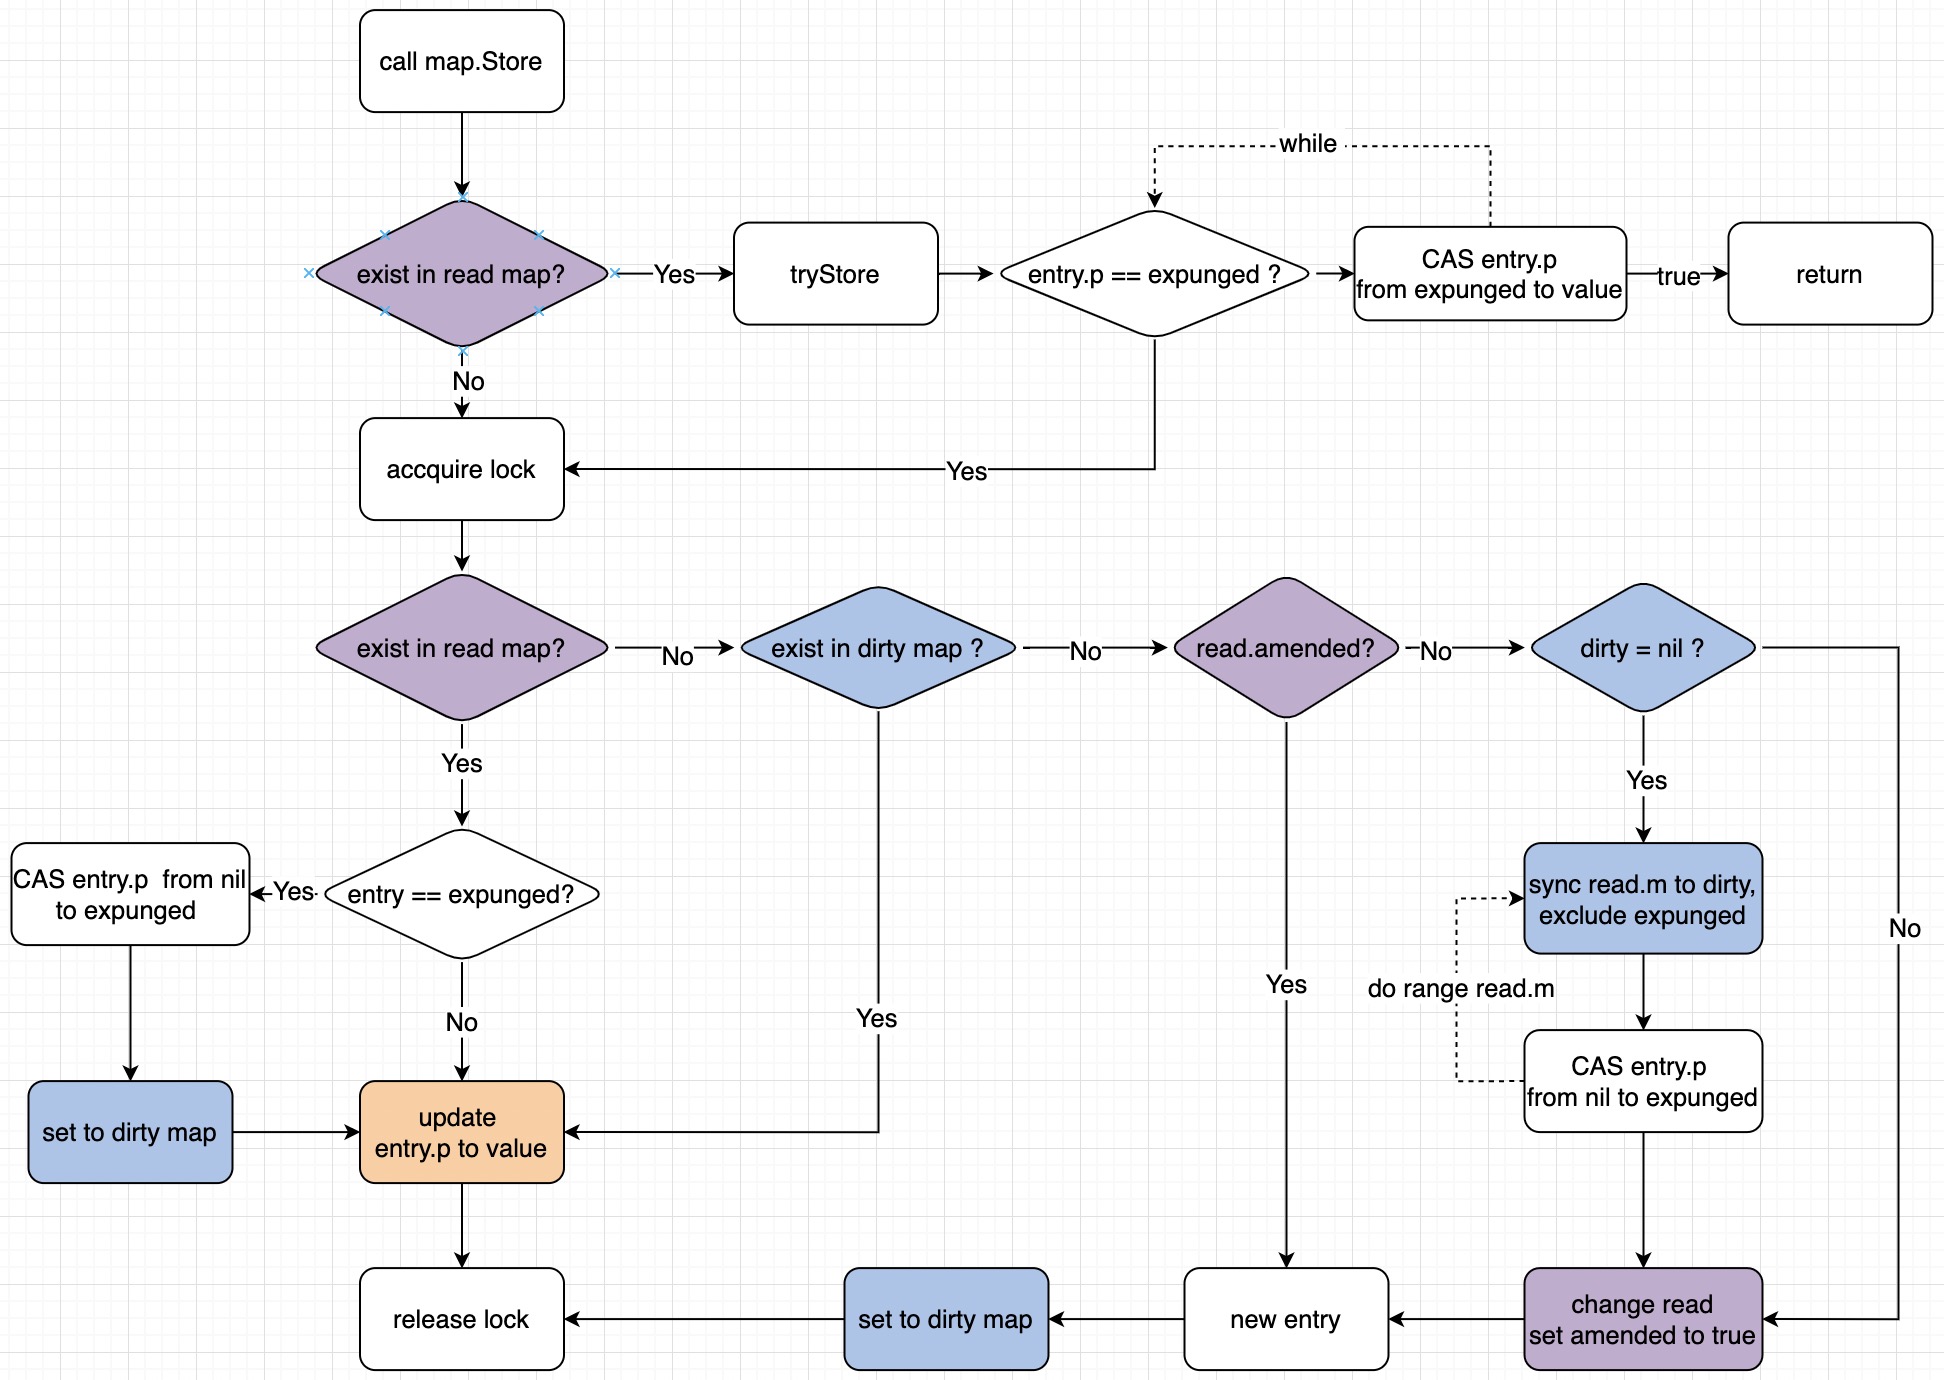 call map.Store
while
exist in read map?
Yes
tryStore
entry.p == expunged ?
CAS entry.p
from expunged to value
true
return
No
accquire lock
Yes
exist in read map?
No
exist in dirty map ?
No
read.amended?
No
dirty = nil ?
Yes
Yes
CAS entry.p  from nil
to expunged
Yes
entry == expunged?
sync read.m to dirty,
exclude expunged
No
Yes
do range read.m
No
Yes
CAS entry.p
from nil to expunged
set to dirty map
update
entry.p to value
release lock
set to dirty map
new entry
change read
set amended to true